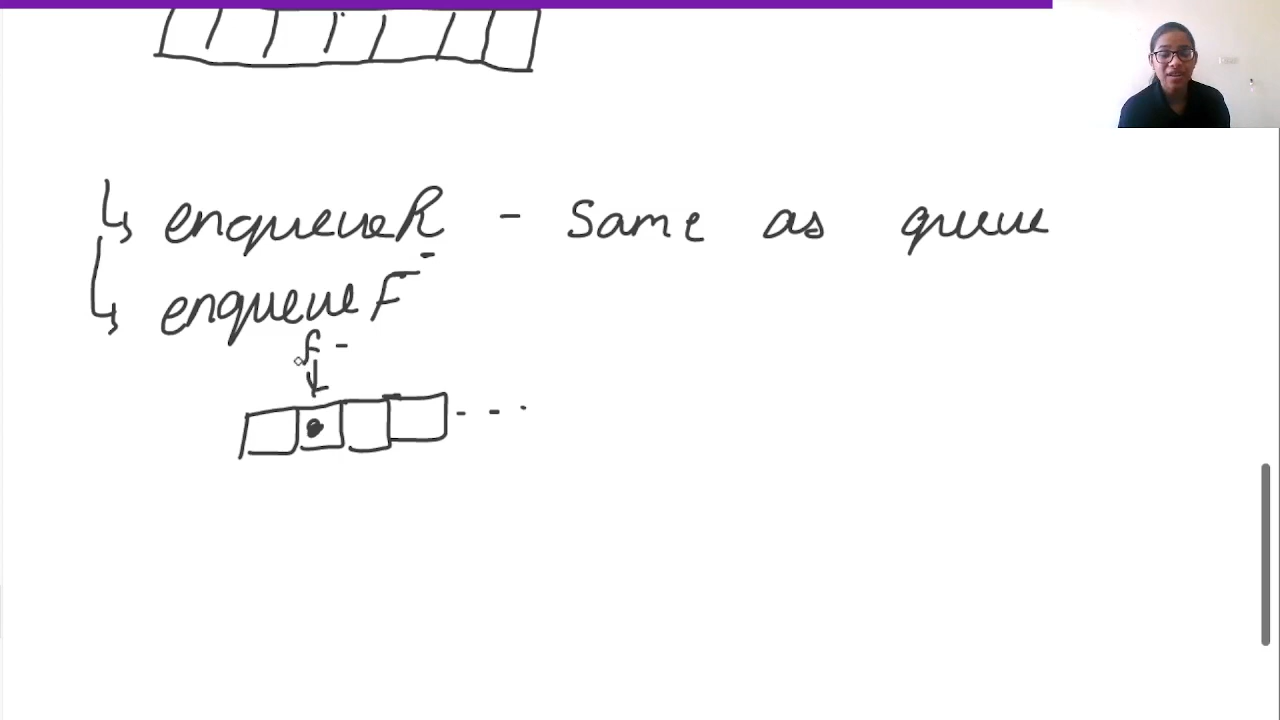 ↳ enqueueR - Same as queue
↳ enqueueF
f -
- - -